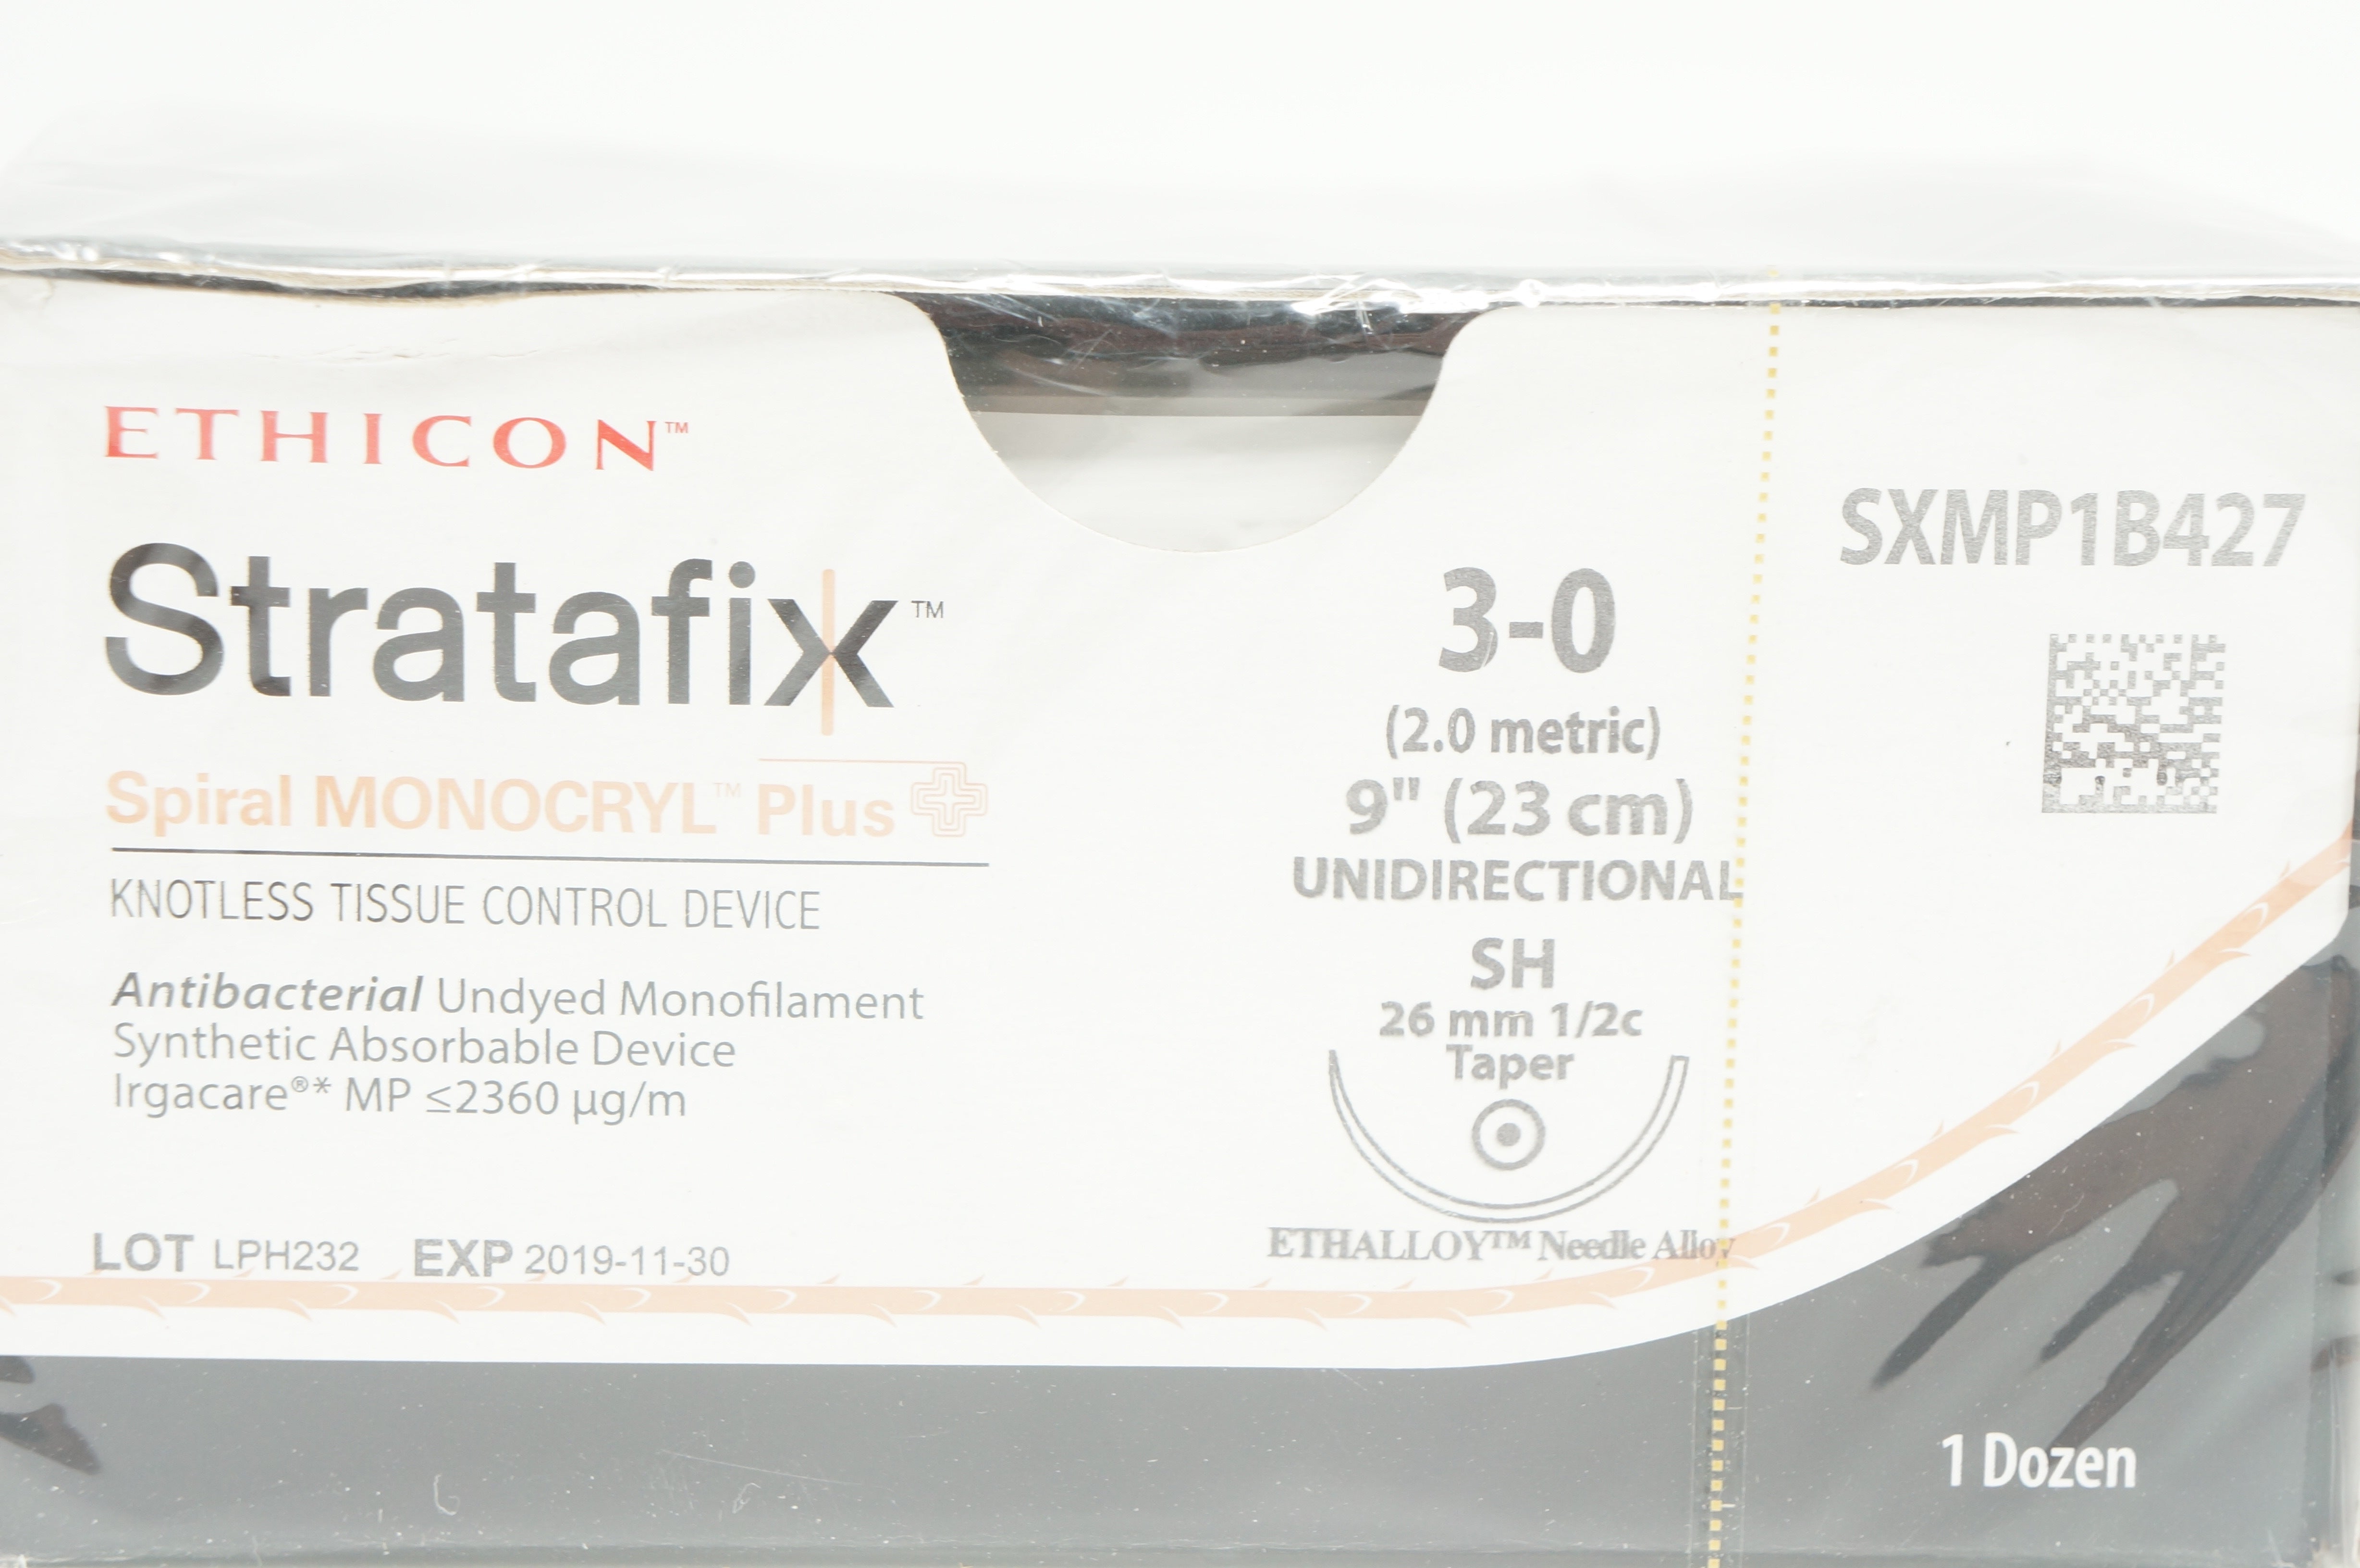 ETHICON™
Stratafix™
Spiral MONOCRYL™ Plus
KNOTLESS TISSUE CONTROL DEVICE
Antibacterial Undyed Monofilament
Synthetic Absorbable Device
Irgacare®* MP ≤2360 µg/m
LOT LPH232 EXP 2019-11-30
3-0
(2.0 metric)
9" (23 cm)
UNIDIRECTIONAL
SH
26 mm 1/2c
Taper
ETHALLOY™ Needle Alloy
SXMP1B427
1 Dozen